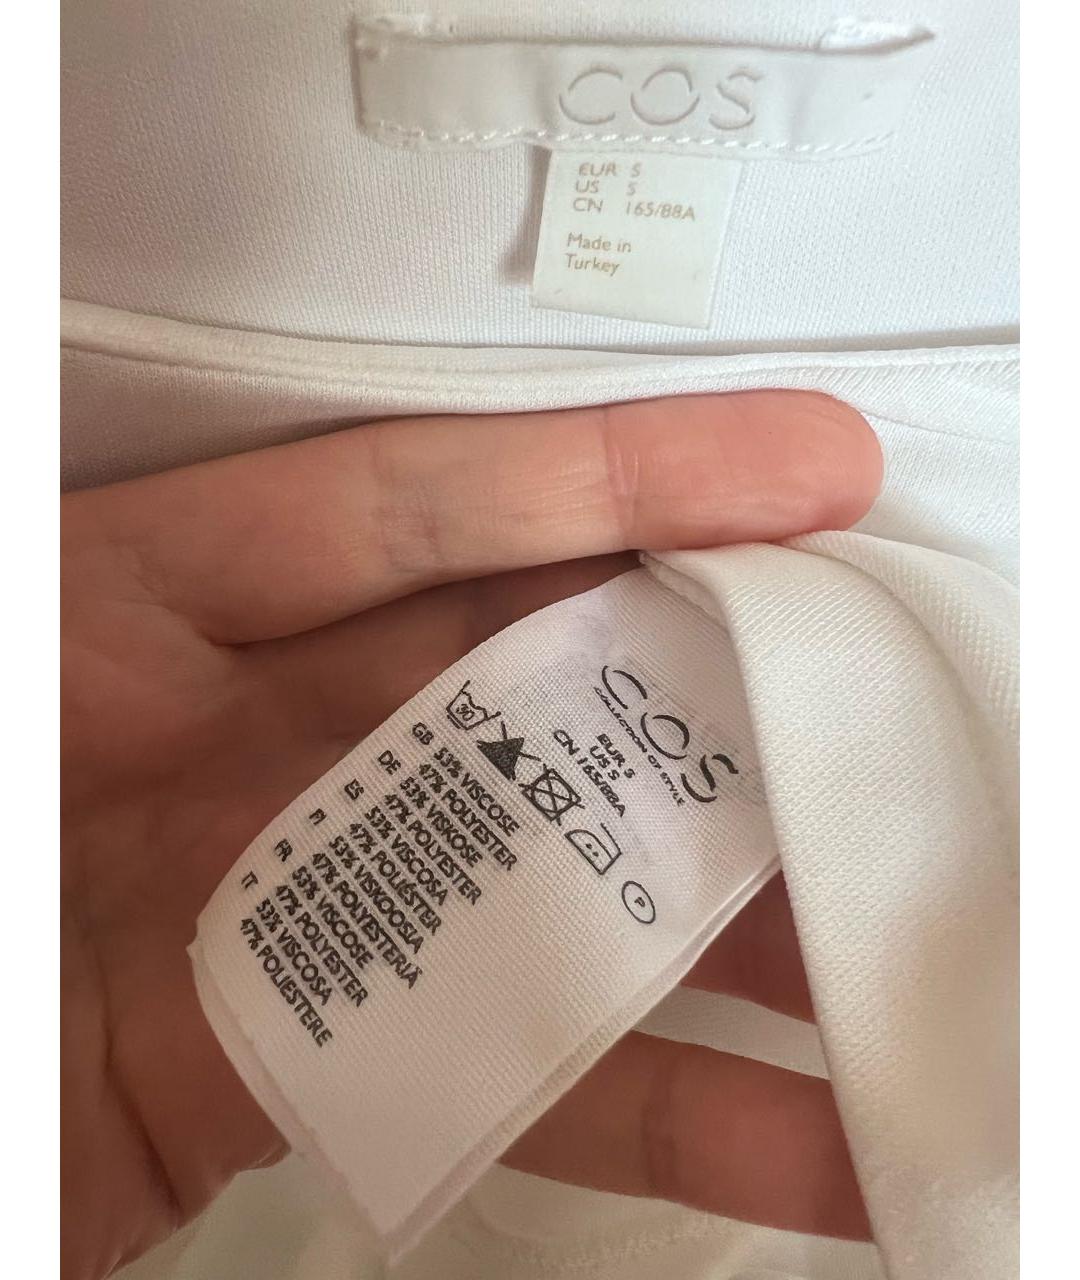 COS
EUR S
US S
CN 165/88A
Made in
Turkey
COS
COLLECTION OF STYLE
EUR S
US S
CN 165/88A
30
P
GB 53% VISCOSE
47% POLYESTER
DE 53% VISKOSE
47% POLYESTER
ES 53% VISCOSA
47% POLIÉSTER
FI 53% VISKOOSIA
47% POLYESTERIÄ
FR 53% VISCOSE
47% POLYESTER
IT 53% VISCOSA
47% POLIESTERE